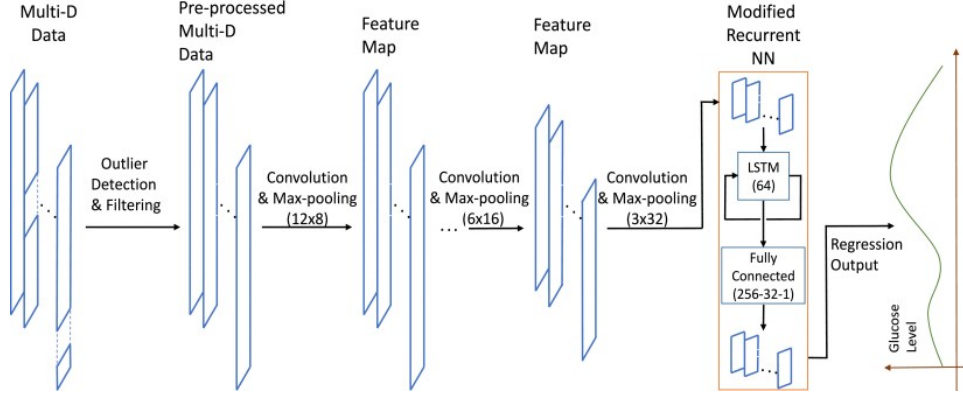 Multi-D
Data
Pre-processed
Multi-D
Data
Feature
Map
Feature
Map
Modified
Recurrent
NN
Outlier
Detection
& Filtering
Convolution
& Max-pooling
(12x8)
Convolution
& Max-pooling
(6x16)
Convolution
& Max-pooling
(3x32)
LSTM
(64)
Fully
Connected
(256-32-1)
Regression
Output
Glucose
Level